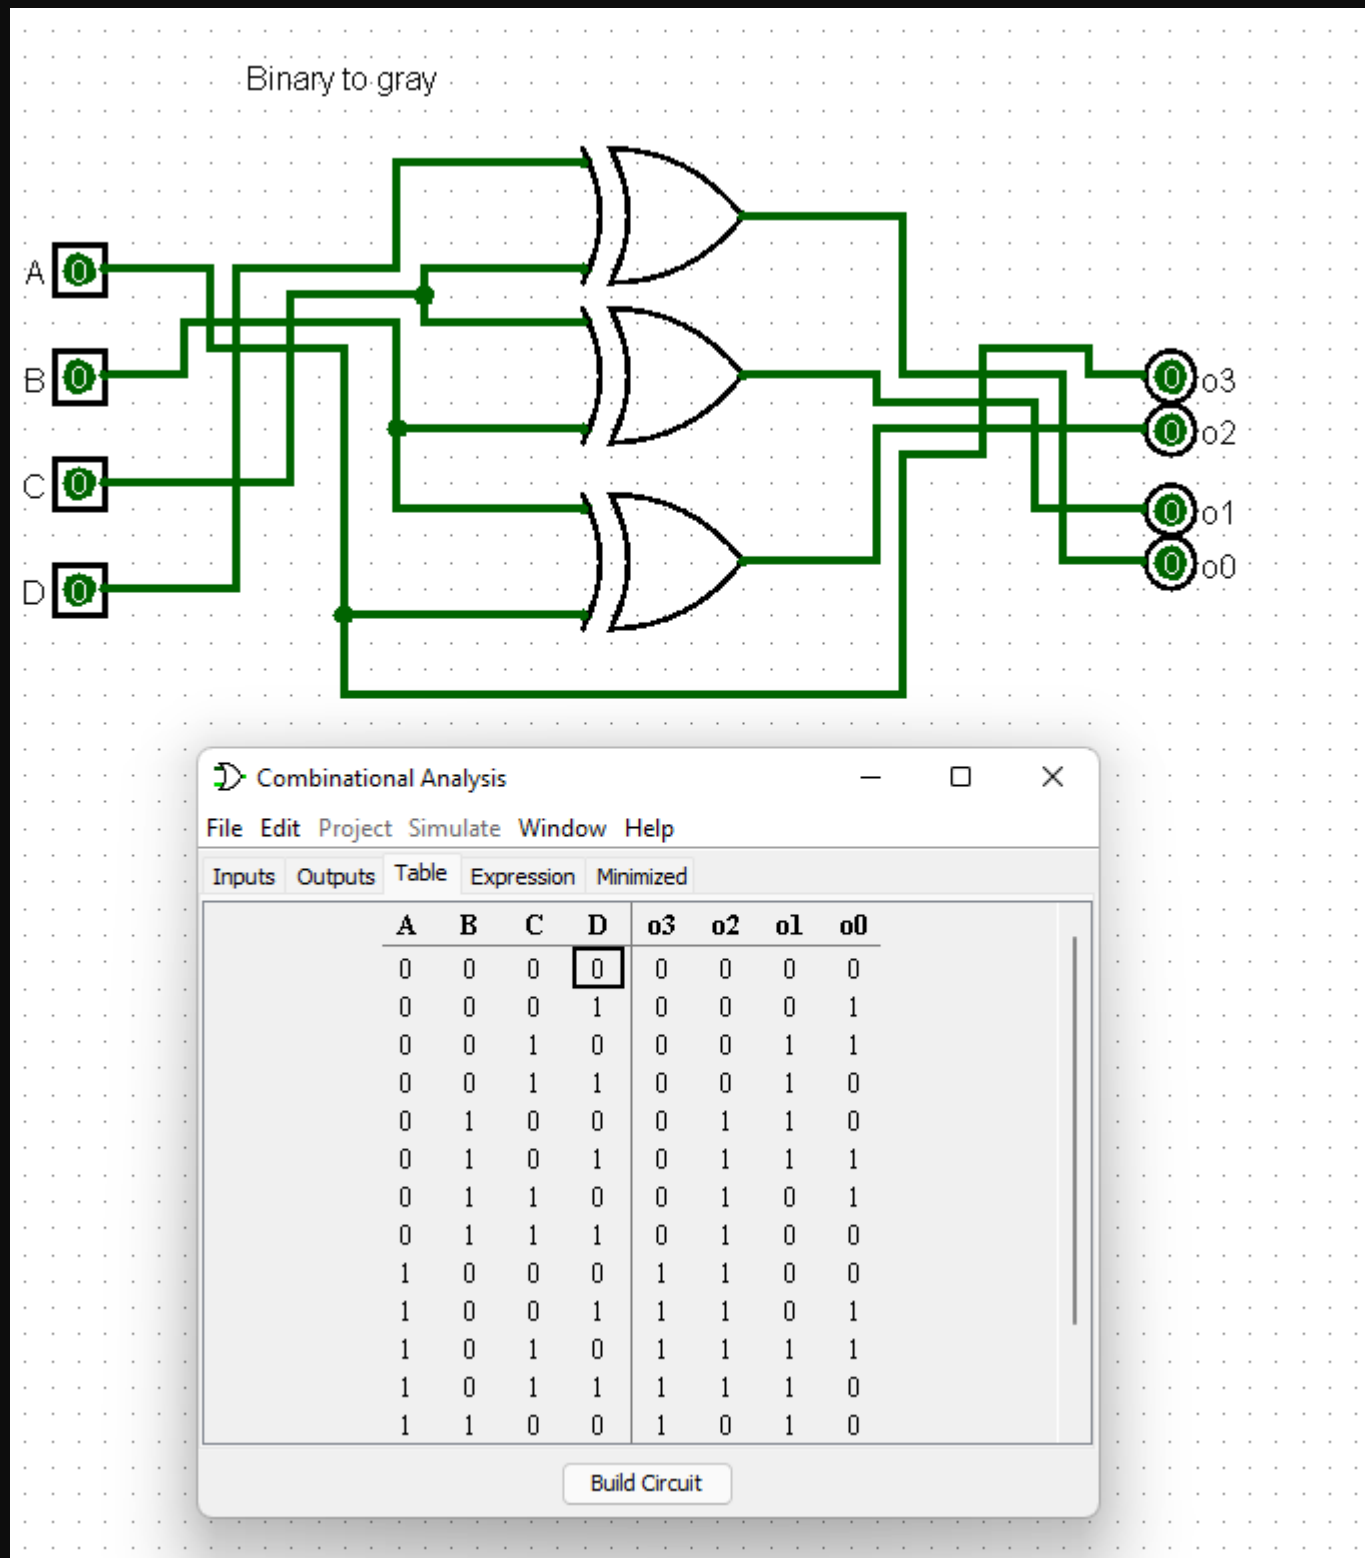 Binary to gray
A 0
B 0
C 0
D 0
0 o3
0 o2
0 o1
0 o0
Combinational Analysis
File Edit Project Simulate Window Help
Inputs Outputs Table Expression Minimized
A B C D o3 o2 o1 o0
0 0 0 0 0 0 0 0
0 0 0 1 0 0 0 1
0 0 1 0 0 0 1 1
0 0 1 1 0 0 1 0
0 1 0 0 0 1 1 0
0 1 0 1 0 1 1 1
0 1 1 0 0 1 0 1
0 1 1 1 0 1 0 0
1 0 0 0 1 1 0 0
1 0 0 1 1 1 0 1
1 0 1 0 1 1 1 1
1 0 1 1 1 1 1 0
1 1 0 0 1 0 1 0
Build Circuit